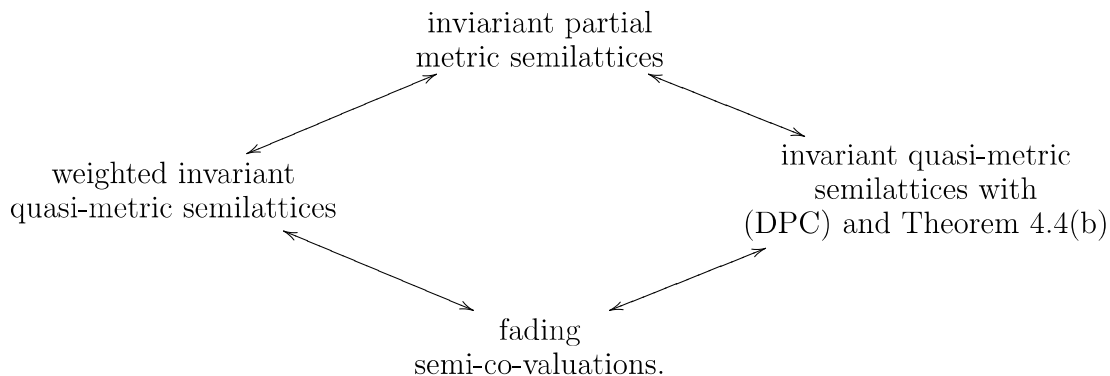 inviariant partial
metric semilattices
weighted invariant
quasi-metric semilattices
invariant quasi-metric
semilattices with
(DPC) and Theorem 4.4(b)
fading
semi-co-valuations.